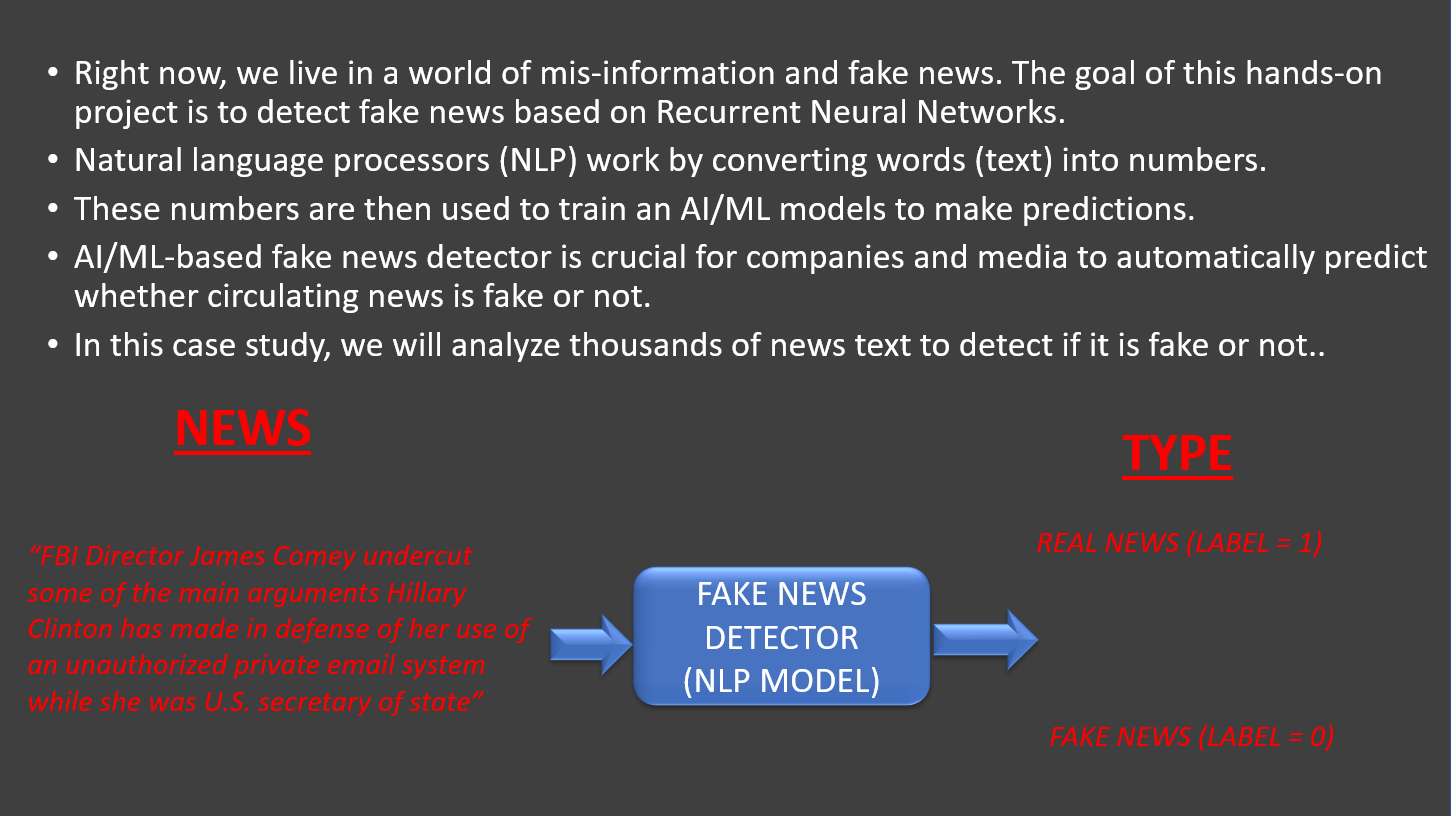 • Right now, we live in a world of mis-information and fake news. The goal of this hands-on
project is to detect fake news based on Recurrent Neural Networks.
• Natural language processors (NLP) work by converting words (text) into numbers.
• These numbers are then used to train an AI/ML models to make predictions.
• AI/ML-based fake news detector is crucial for companies and media to automatically predict
whether circulating news is fake or not.
• In this case study, we will analyze thousands of news text to detect if it is fake or not..
NEWS
TYPE
“FBI Director James Comey undercut
some of the main arguments Hillary
Clinton has made in defense of her use of
an unauthorized private email system
while she was U.S. secretary of state”
FAKE NEWS
DETECTOR
(NLP MODEL)
REAL NEWS (LABEL = 1)
FAKE NEWS (LABEL = 0)